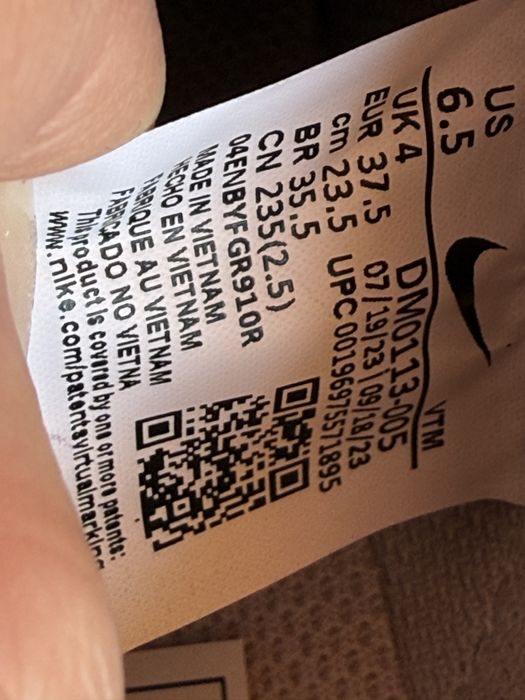 US
6.5
VTM
UK 4 DM0113-005
EUR 37.5 07/19/23 | 09/18/23
cm 23.5 UPC 00196975571895
BR 35.5
CN 235(2.5)
04ENBYFGR910R
MADE IN VIETNAM
HECHO EN VIETNAM
FABRIQUE AU VIETNAM
FABRICADO NO VIETNA
This product is covered by one or more patents:
www.nike.com/patentsvirtualmarking